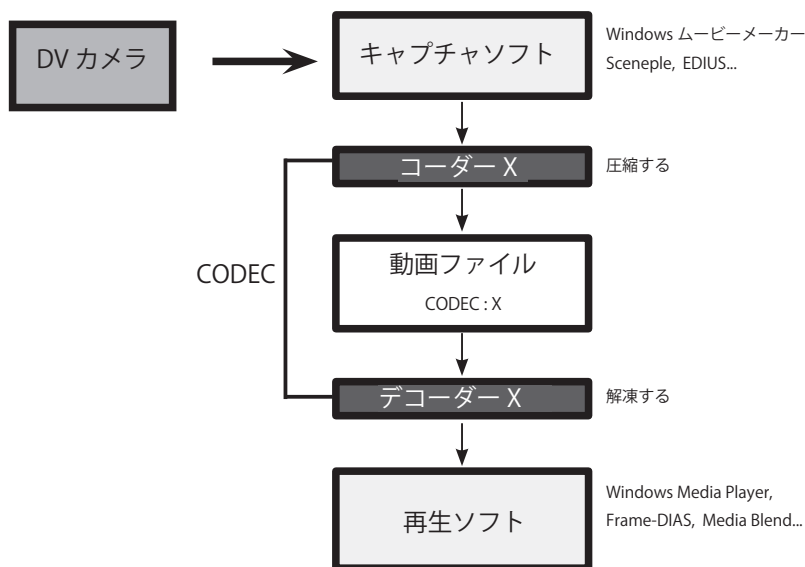 DV カメラ
キャプチャソフト
Windows ムービーメーカー
Sceneple, EDIUS...
コーダー X
圧縮する
CODEC
動画ファイル
CODEC : X
デコーダー X
解凍する
再生ソフト
Windows Media Player,
Frame-DIAS, Media Blend...